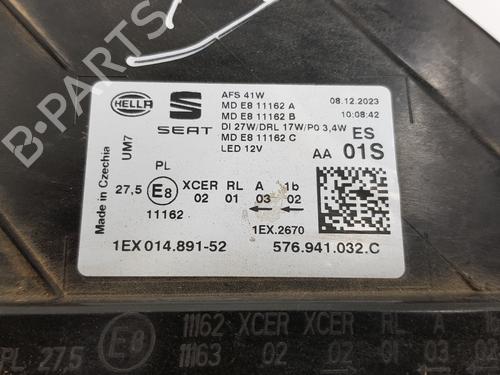 HELLA
SEAT
AFS 41W
MD E8 11162 A
MD E8 11162 B
DI 27W/DRL 17W/P0 3,4W
MD E8 11162 C
LED 12V
08.12.2023
10:08:42
ES
AA 01S
Made in Czechia
UM7
PL
27,5 E8 XCER RL A 1b
02 01 03 02
11162
1EX.2670
1EX 014.891-52
576.941.032.C
PL 27,5 E8 11162 XCER XCER RL A
11163 02 02 01 03